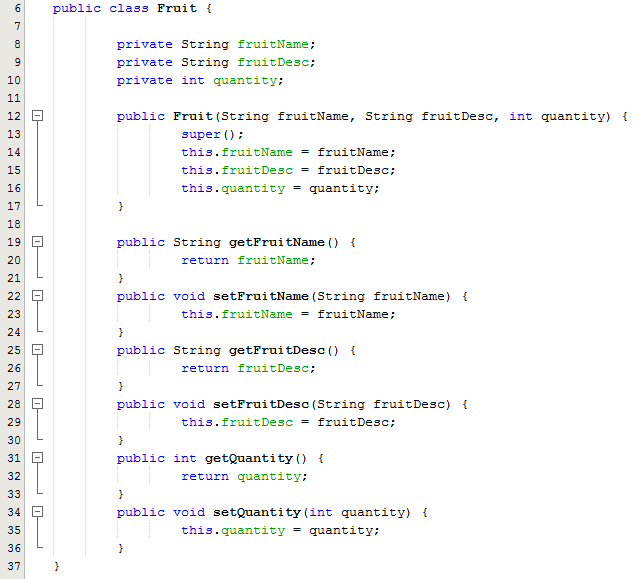 6 public class Fruit {
7
8 private String fruitName;
9 private String fruitDesc;
10 private int quantity;
11
12 public Fruit(String fruitName, String fruitDesc, int quantity) {
13 super();
14 this.fruitName = fruitName;
15 this.fruitDesc = fruitDesc;
16 this.quantity = quantity;
17 }
18
19 public String getFruitName() {
20 return fruitName;
21 }
22 public void setFruitName(String fruitName) {
23 this.fruitName = fruitName;
24 }
25 public String getFruitDesc() {
26 return fruitDesc;
27 }
28 public void setFruitDesc(String fruitDesc) {
29 this.fruitDesc = fruitDesc;
30 }
31 public int getQuantity() {
32 return quantity;
33 }
34 public void setQuantity(int quantity) {
35 this.quantity = quantity;
36 }
37 }